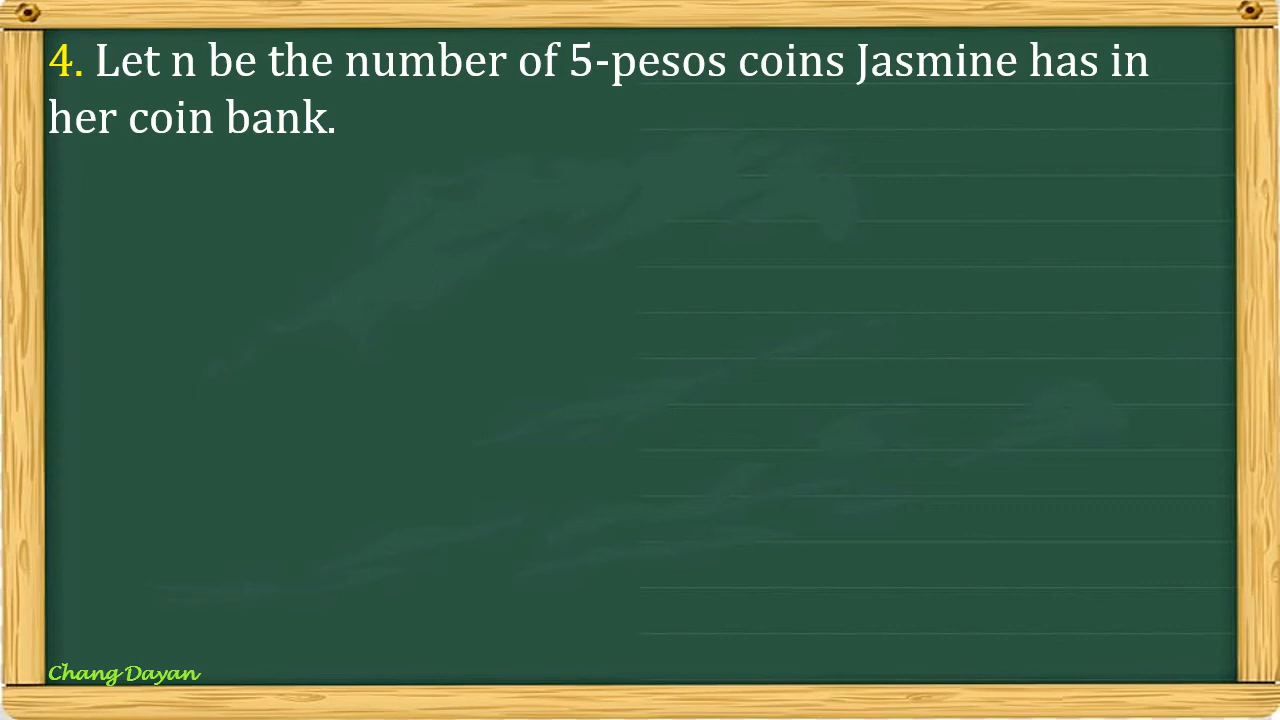 4. Let n be the number of 5-pesos coins Jasmine has in
her coin bank.
Chang Dayan